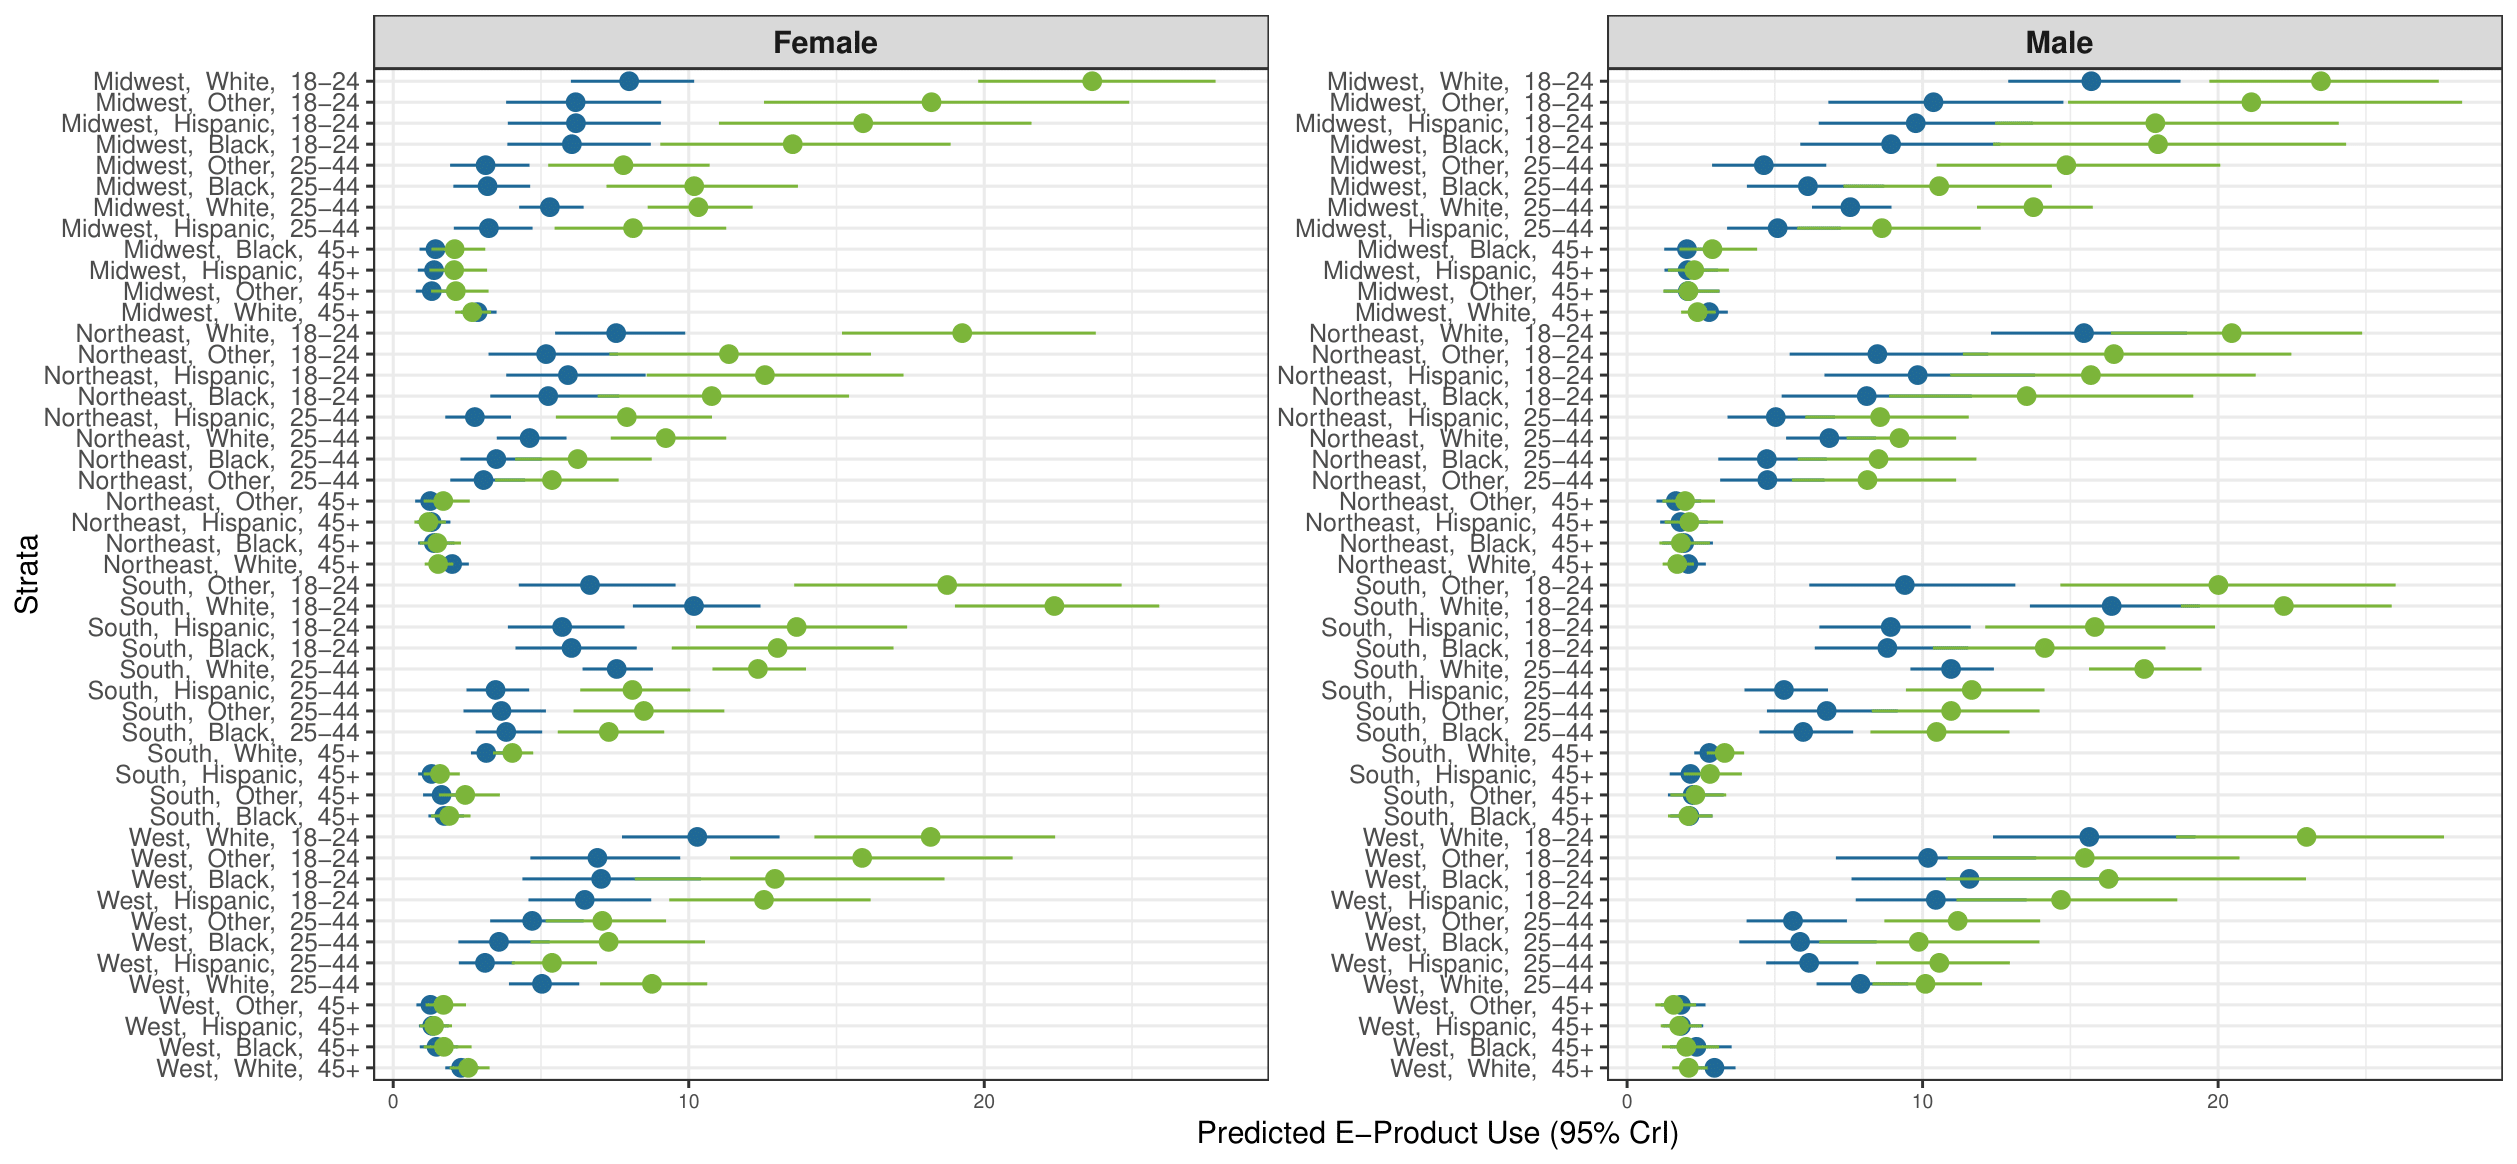 Female
Male
Strata
Midwest, White, 18−24
Midwest, Other, 18−24
Midwest, Hispanic, 18−24
Midwest, Black, 18−24
Midwest, Other, 25−44
Midwest, Black, 25−44
Midwest, White, 25−44
Midwest, Hispanic, 25−44
Midwest, Black, 45+
Midwest, Hispanic, 45+
Midwest, Other, 45+
Midwest, White, 45+
Northeast, White, 18−24
Northeast, Other, 18−24
Northeast, Hispanic, 18−24
Northeast, Black, 18−24
Northeast, Hispanic, 25−44
Northeast, White, 25−44
Northeast, Black, 25−44
Northeast, Other, 25−44
Northeast, Other, 45+
Northeast, Hispanic, 45+
Northeast, Black, 45+
Northeast, White, 45+
South, Other, 18−24
South, White, 18−24
South, Hispanic, 18−24
South, Black, 18−24
South, White, 25−44
South, Hispanic, 25−44
South, Other, 25−44
South, Black, 25−44
South, White, 45+
South, Hispanic, 45+
South, Other, 45+
South, Black, 45+
West, White, 18−24
West, Other, 18−24
West, Black, 18−24
West, Hispanic, 18−24
West, Other, 25−44
West, Black, 25−44
West, Hispanic, 25−44
West, White, 25−44
West, Other, 45+
West, Hispanic, 45+
West, Black, 45+
West, White, 45+
0 10 20
Midwest, White, 18−24
Midwest, Other, 18−24
Midwest, Hispanic, 18−24
Midwest, Black, 18−24
Midwest, Other, 25−44
Midwest, Black, 25−44
Midwest, White, 25−44
Midwest, Hispanic, 25−44
Midwest, Black, 45+
Midwest, Hispanic, 45+
Midwest, Other, 45+
Midwest, White, 45+
Northeast, White, 18−24
Northeast, Other, 18−24
Northeast, Hispanic, 18−24
Northeast, Black, 18−24
Northeast, Hispanic, 25−44
Northeast, White, 25−44
Northeast, Black, 25−44
Northeast, Other, 25−44
Northeast, Other, 45+
Northeast, Hispanic, 45+
Northeast, Black, 45+
Northeast, White, 45+
South, Other, 18−24
South, White, 18−24
South, Hispanic, 18−24
South, Black, 18−24
South, White, 25−44
South, Hispanic, 25−44
South, Other, 25−44
South, Black, 25−44
South, White, 45+
South, Hispanic, 45+
South, Other, 45+
South, Black, 45+
West, White, 18−24
West, Other, 18−24
West, Black, 18−24
West, Hispanic, 18−24
West, Other, 25−44
West, Black, 25−44
West, Hispanic, 25−44
West, White, 25−44
West, Other, 45+
West, Hispanic, 45+
West, Black, 45+
West, White, 45+
0 10 20
Predicted E−Product Use (95% CrI)